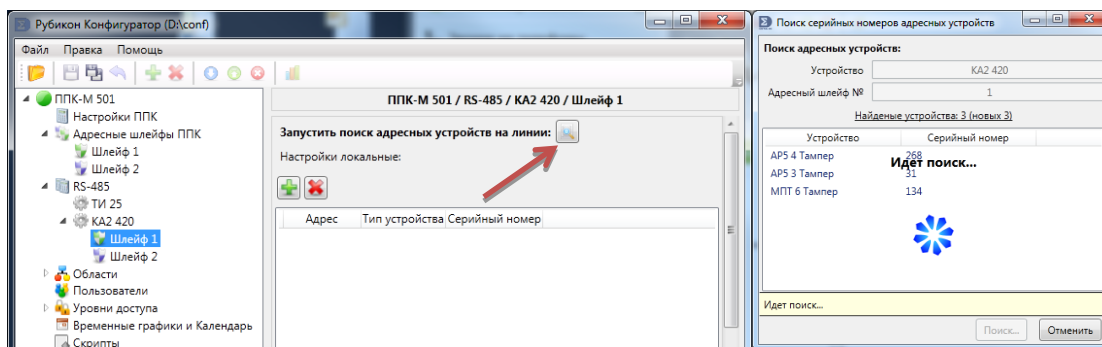 Рубикон Конфигуратор (D:\conf)
Файл Правка Помощь
ППК-М 501
Настройки ППК
Адресные шлейфы ППК
Шлейф 1
Шлейф 2
RS-485
ТИ 25
КА2 420
Шлейф 1
Шлейф 2
Области
Пользователи
Уровни доступа
Временные графики и Календарь
Скрипты
ППК-М 501 / RS-485 / КА2 420 / Шлейф 1
Запустить поиск адресных устройств на линии:
Настройки локальные:
Адрес Тип устройства Серийный номер
Поиск серийных номеров адресных устройств
Поиск адресных устройств:
Устройство КА2 420
Адресный шлейф № 1
Найденые устройства: 3 (новых 3)
Устройство Серийный номер
АР5 4 Тампер 268
Идет поиск...
АР5 3 Тампер 31
МПТ 6 Тампер 134
Идет поиск...
Поиск... Отменить